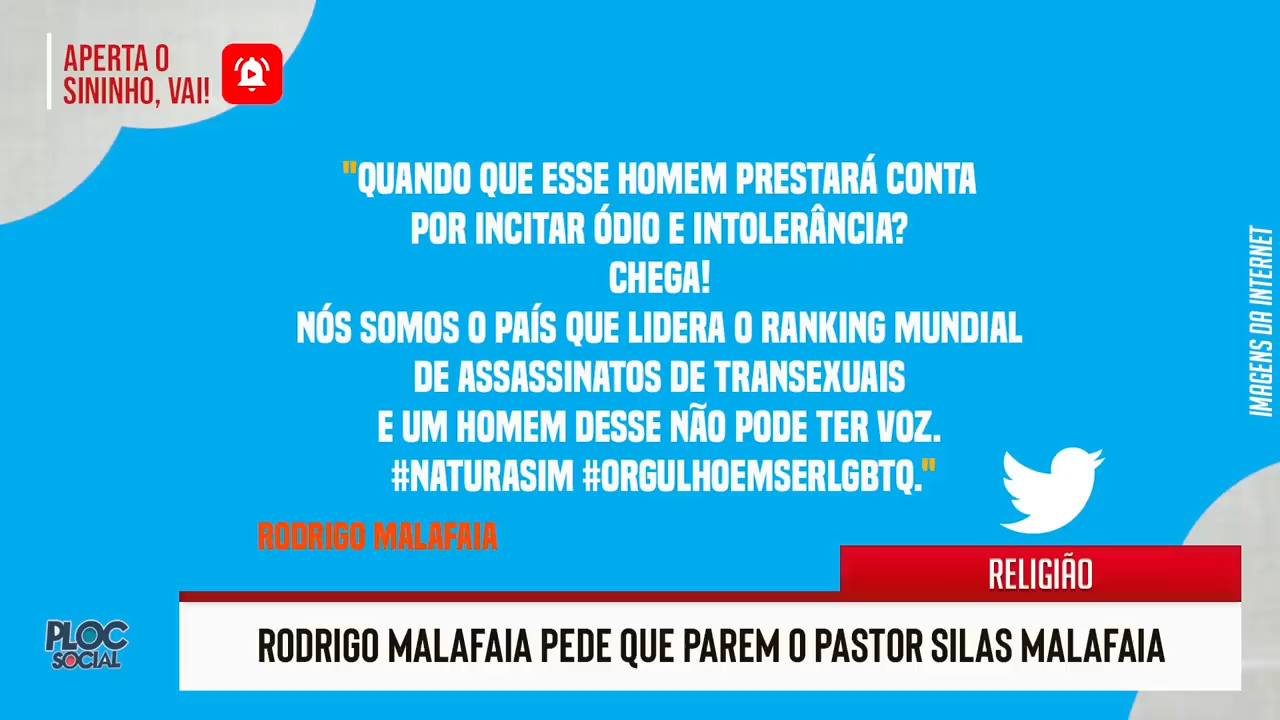 APERTA O
SININHO, VAI!
"QUANDO QUE ESSE HOMEM PRESTARÁ CONTA
POR INCITAR ÓDIO E INTOLERÂNCIA?
CHEGA!
NÓS SOMOS O PAÍS QUE LIDERA O RANKING MUNDIAL
DE ASSASSINATOS DE TRANSEXUAIS
E UM HOMEM DESSE NÃO PODE TER VOZ.
#NATURASIM #ORGULHOEMSERLGBTQ."
RODRIGO MALAFAIA
IMAGENS DA INTERNET
RELIGIÃO
PLOC
SOCIAL
RODRIGO MALAFAIA PEDE QUE PAREM O PASTOR SILAS MALAFAIA